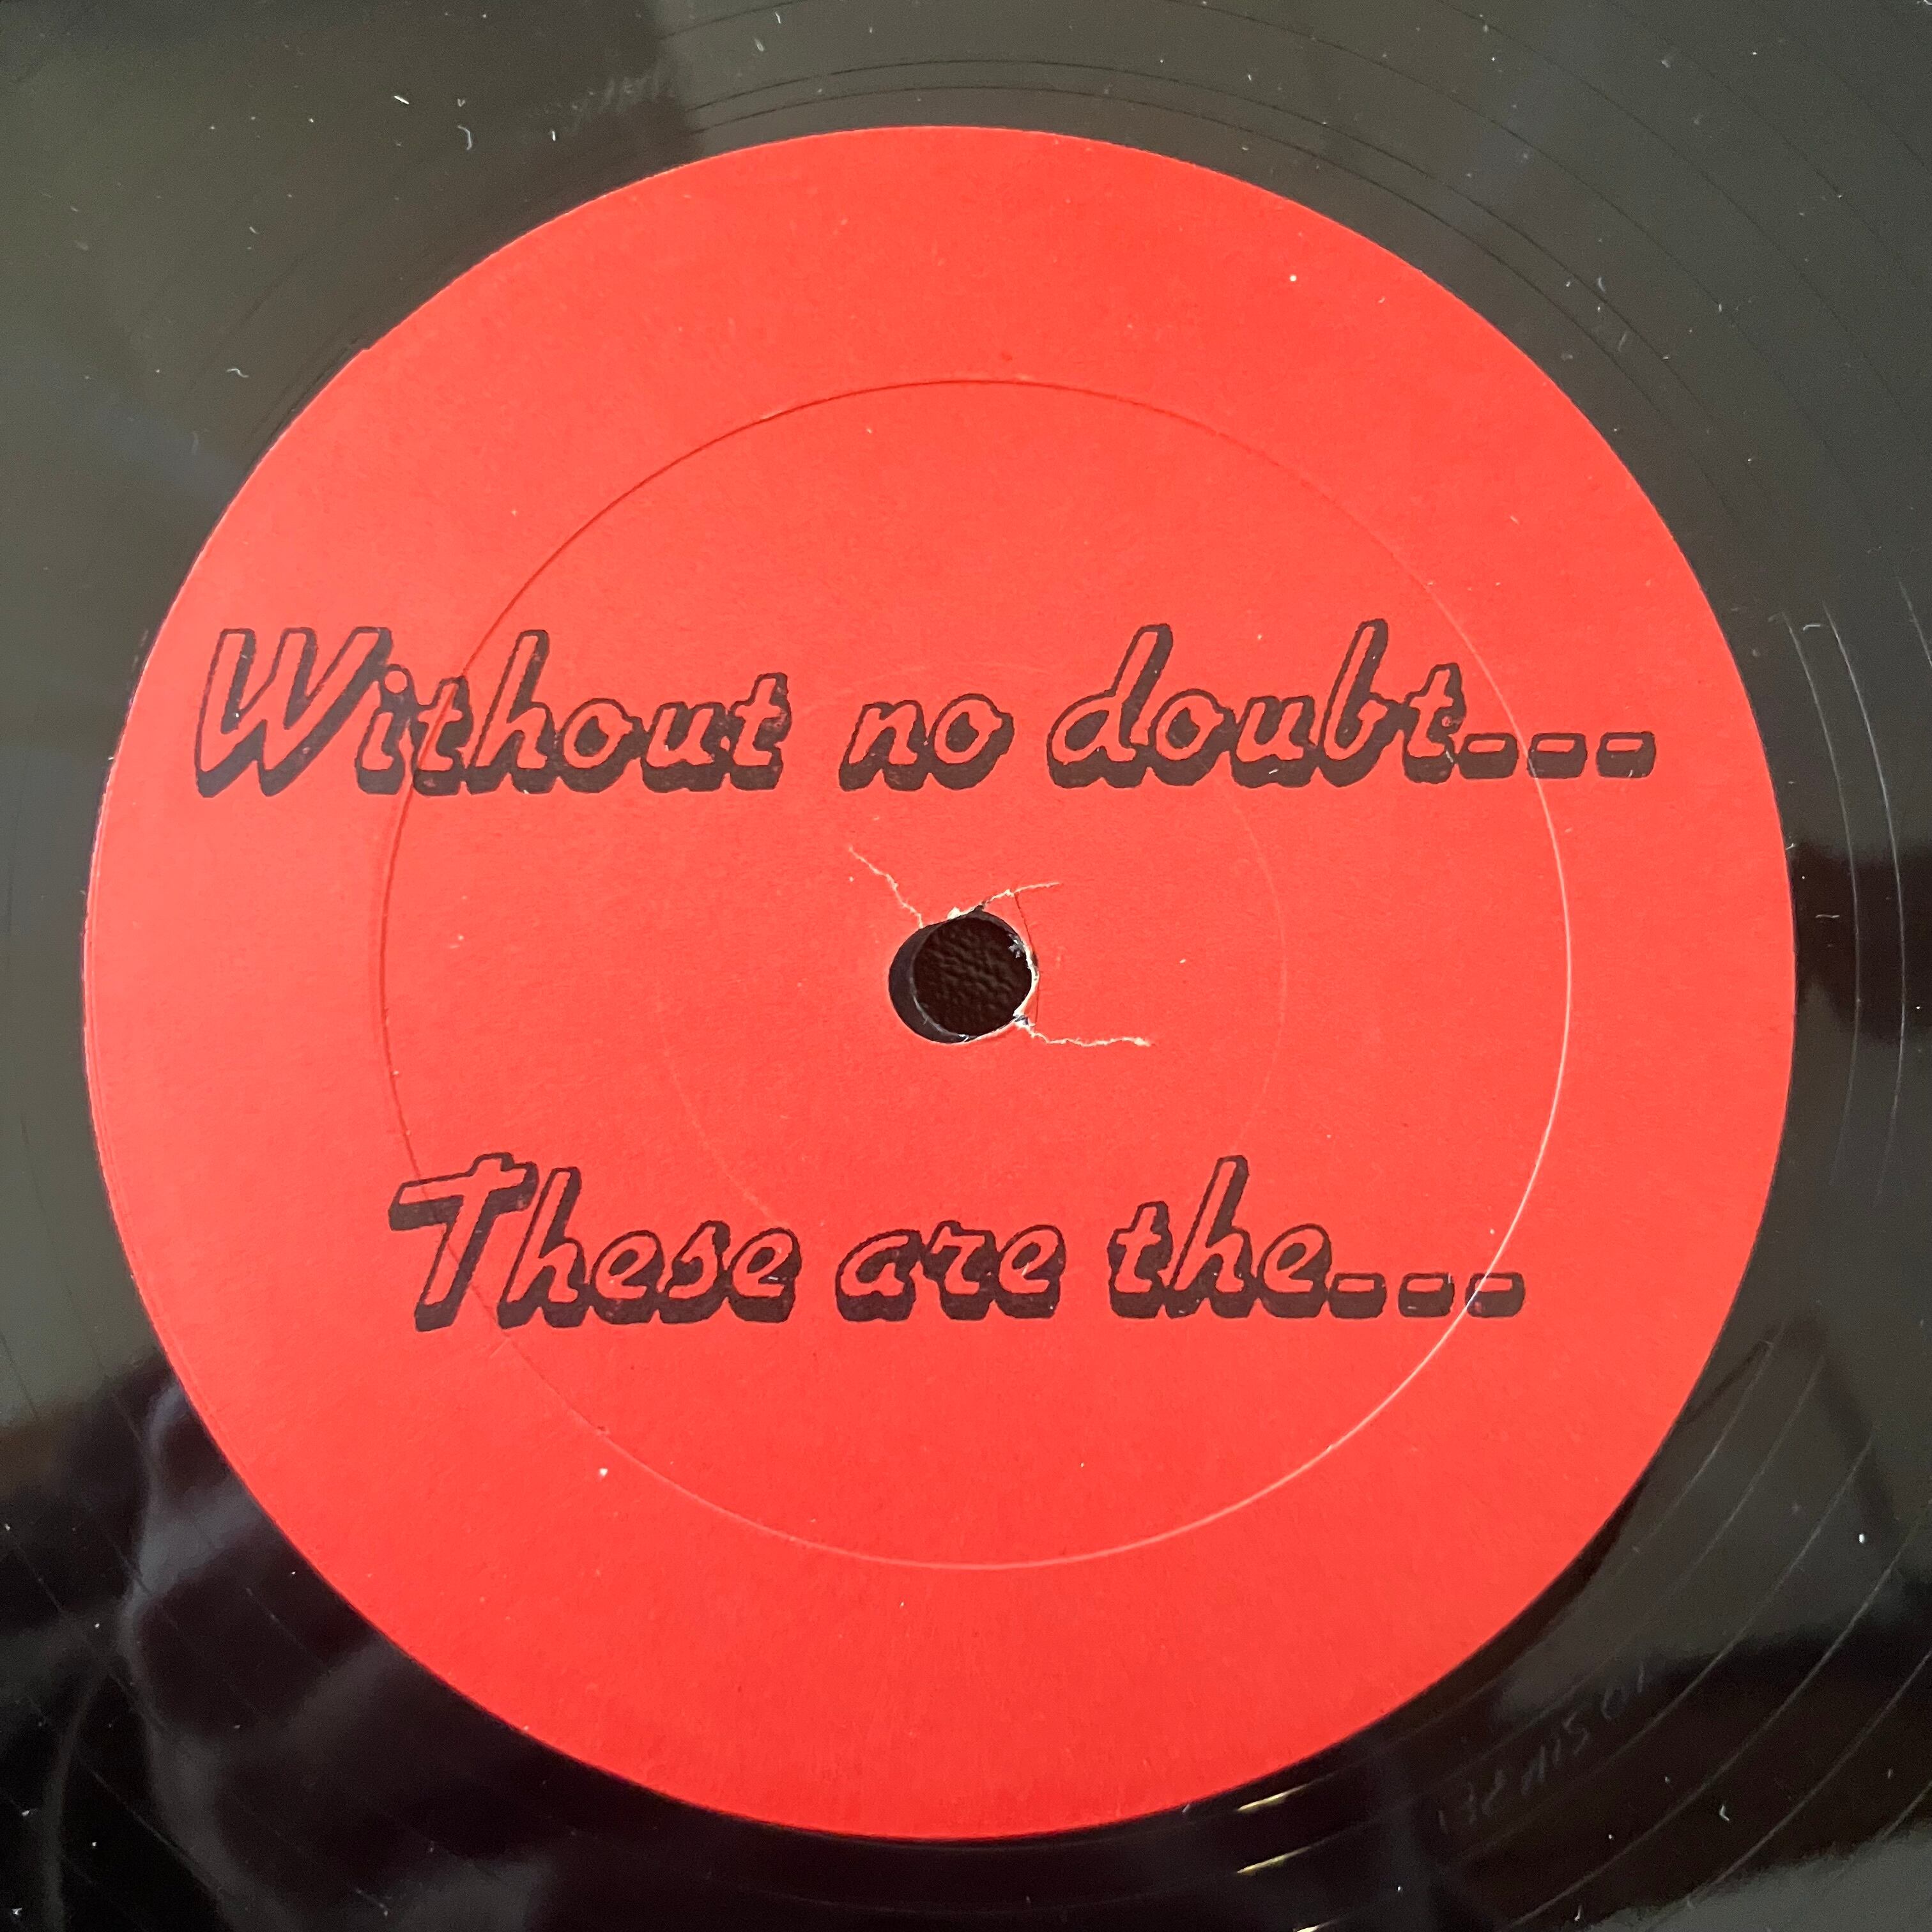 Without no doubt...
These are the...